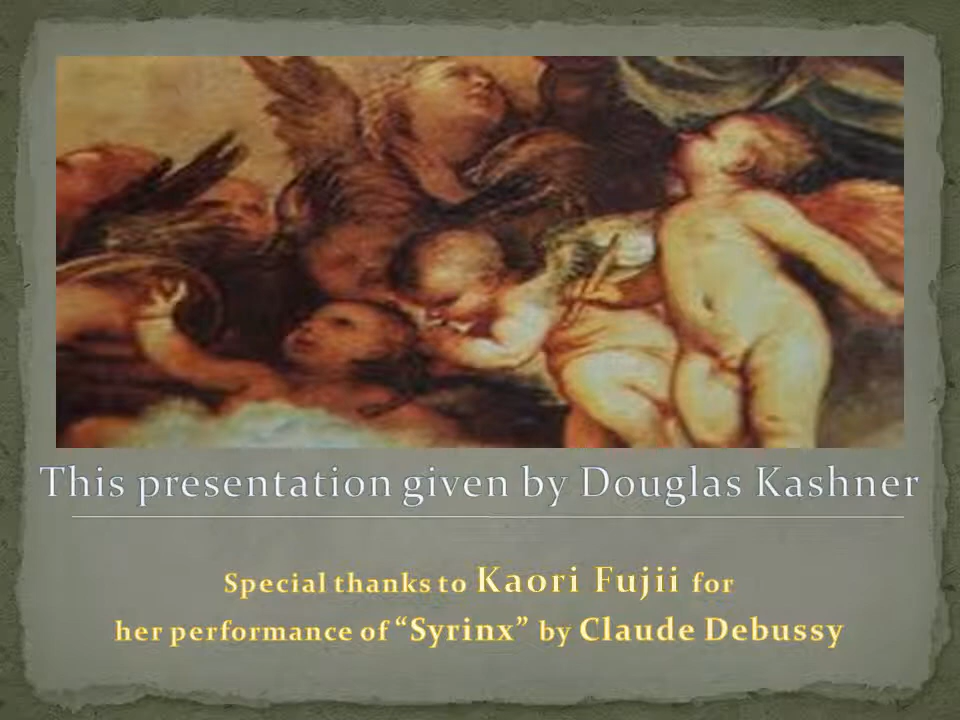 This presentation given by Douglas Kashner
Special thanks to Kaori Fujii for
her performance of “Syrinx” by Claude Debussy